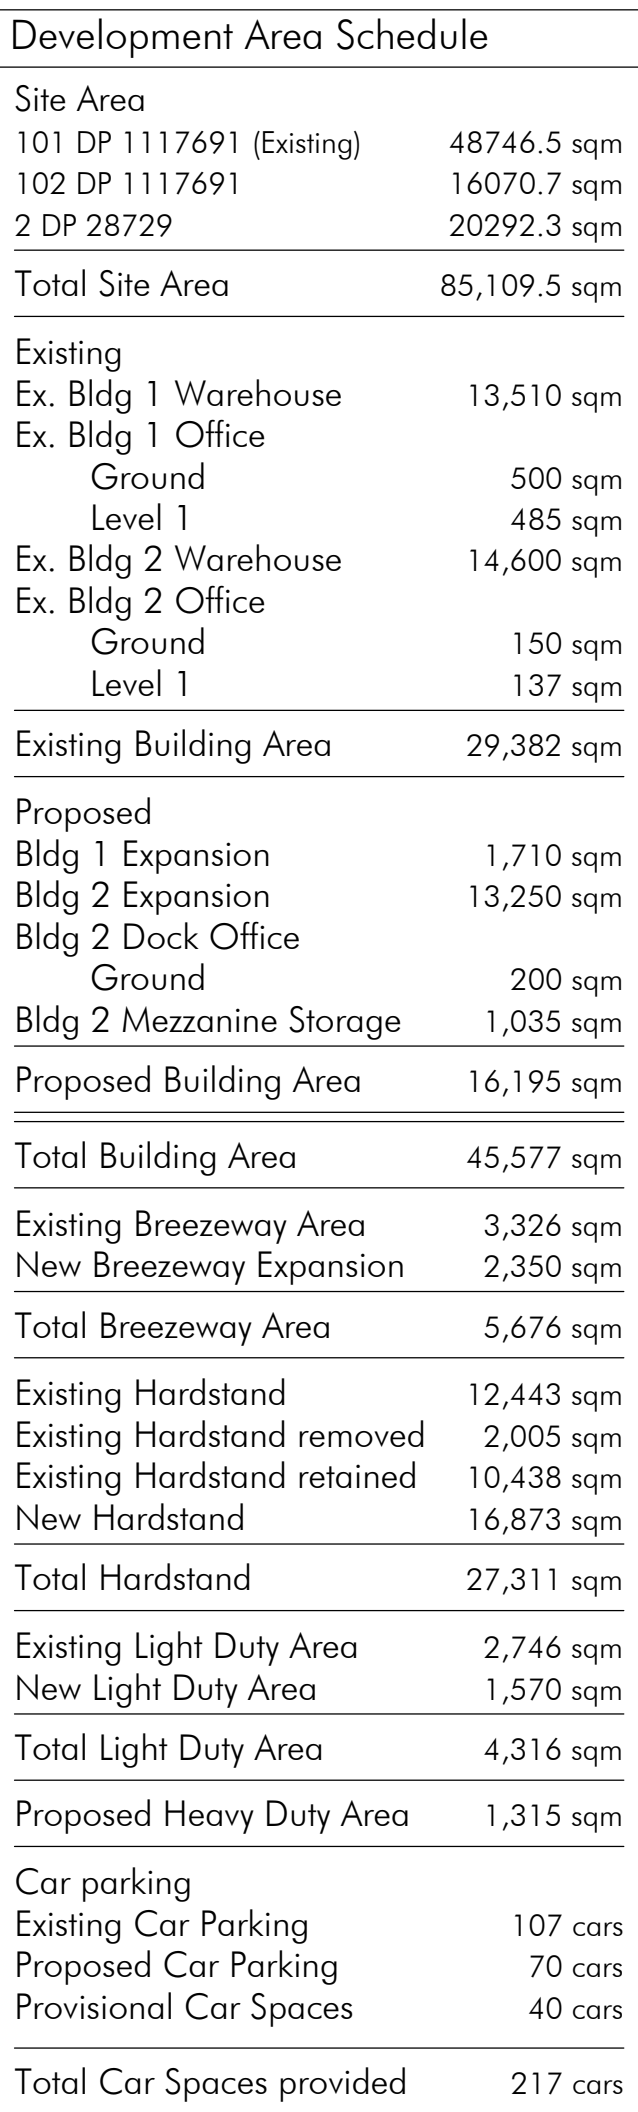 Development Area Schedule
Site Area
101 DP 1117691 (Existing) 48746.5 sqm
102 DP 1117691 16070.7 sqm
2 DP 28729 20292.3 sqm
Total Site Area 85,109.5 sqm
Existing
Ex. Bldg 1 Warehouse 13,510 sqm
Ex. Bldg 1 Office
Ground 500 sqm
Level 1 485 sqm
Ex. Bldg 2 Warehouse 14,600 sqm
Ex. Bldg 2 Office
Ground 150 sqm
Level 1 137 sqm
Existing Building Area 29,382 sqm
Proposed
Bldg 1 Expansion 1,710 sqm
Bldg 2 Expansion 13,250 sqm
Bldg 2 Dock Office
Ground 200 sqm
Bldg 2 Mezzanine Storage 1,035 sqm
Proposed Building Area 16,195 sqm
Total Building Area 45,577 sqm
Existing Breezeway Area 3,326 sqm
New Breezeway Expansion 2,350 sqm
Total Breezeway Area 5,676 sqm
Existing Hardstand 12,443 sqm
Existing Hardstand removed 2,005 sqm
Existing Hardstand retained 10,438 sqm
New Hardstand 16,873 sqm
Total Hardstand 27,311 sqm
Existing Light Duty Area 2,746 sqm
New Light Duty Area 1,570 sqm
Total Light Duty Area 4,316 sqm
Proposed Heavy Duty Area 1,315 sqm
Car parking
Existing Car Parking 107 cars
Proposed Car Parking 70 cars
Provisional Car Spaces 40 cars
Total Car Spaces provided 217 cars